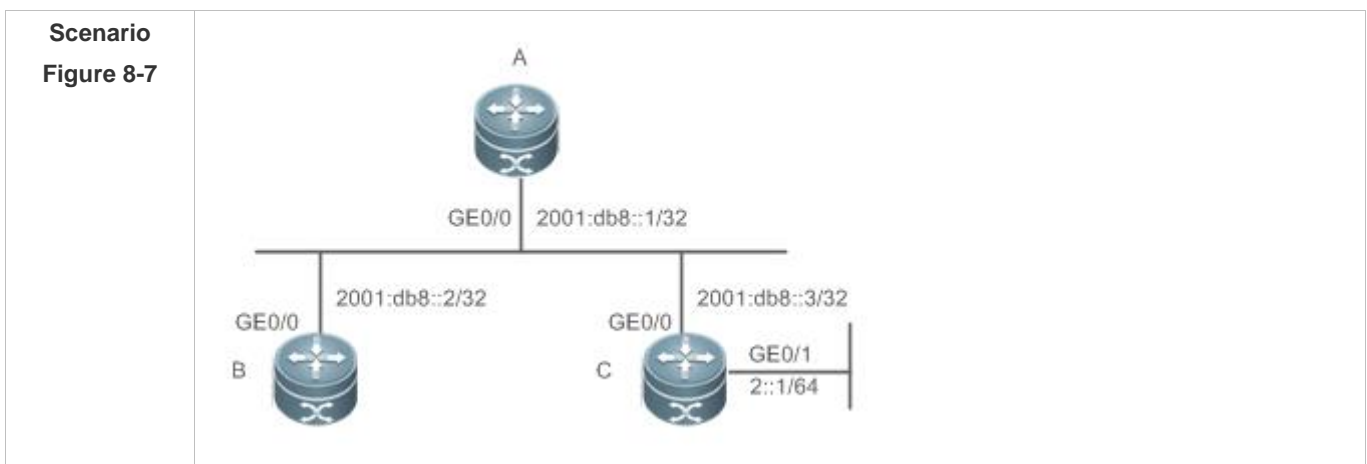 Scenario
Figure 8-7
A
GE0/0 2001:db8::1/32
2001:db8::2/32 2001:db8::3/32
GE0/0 GE0/0
B C GE0/1
2::1/64